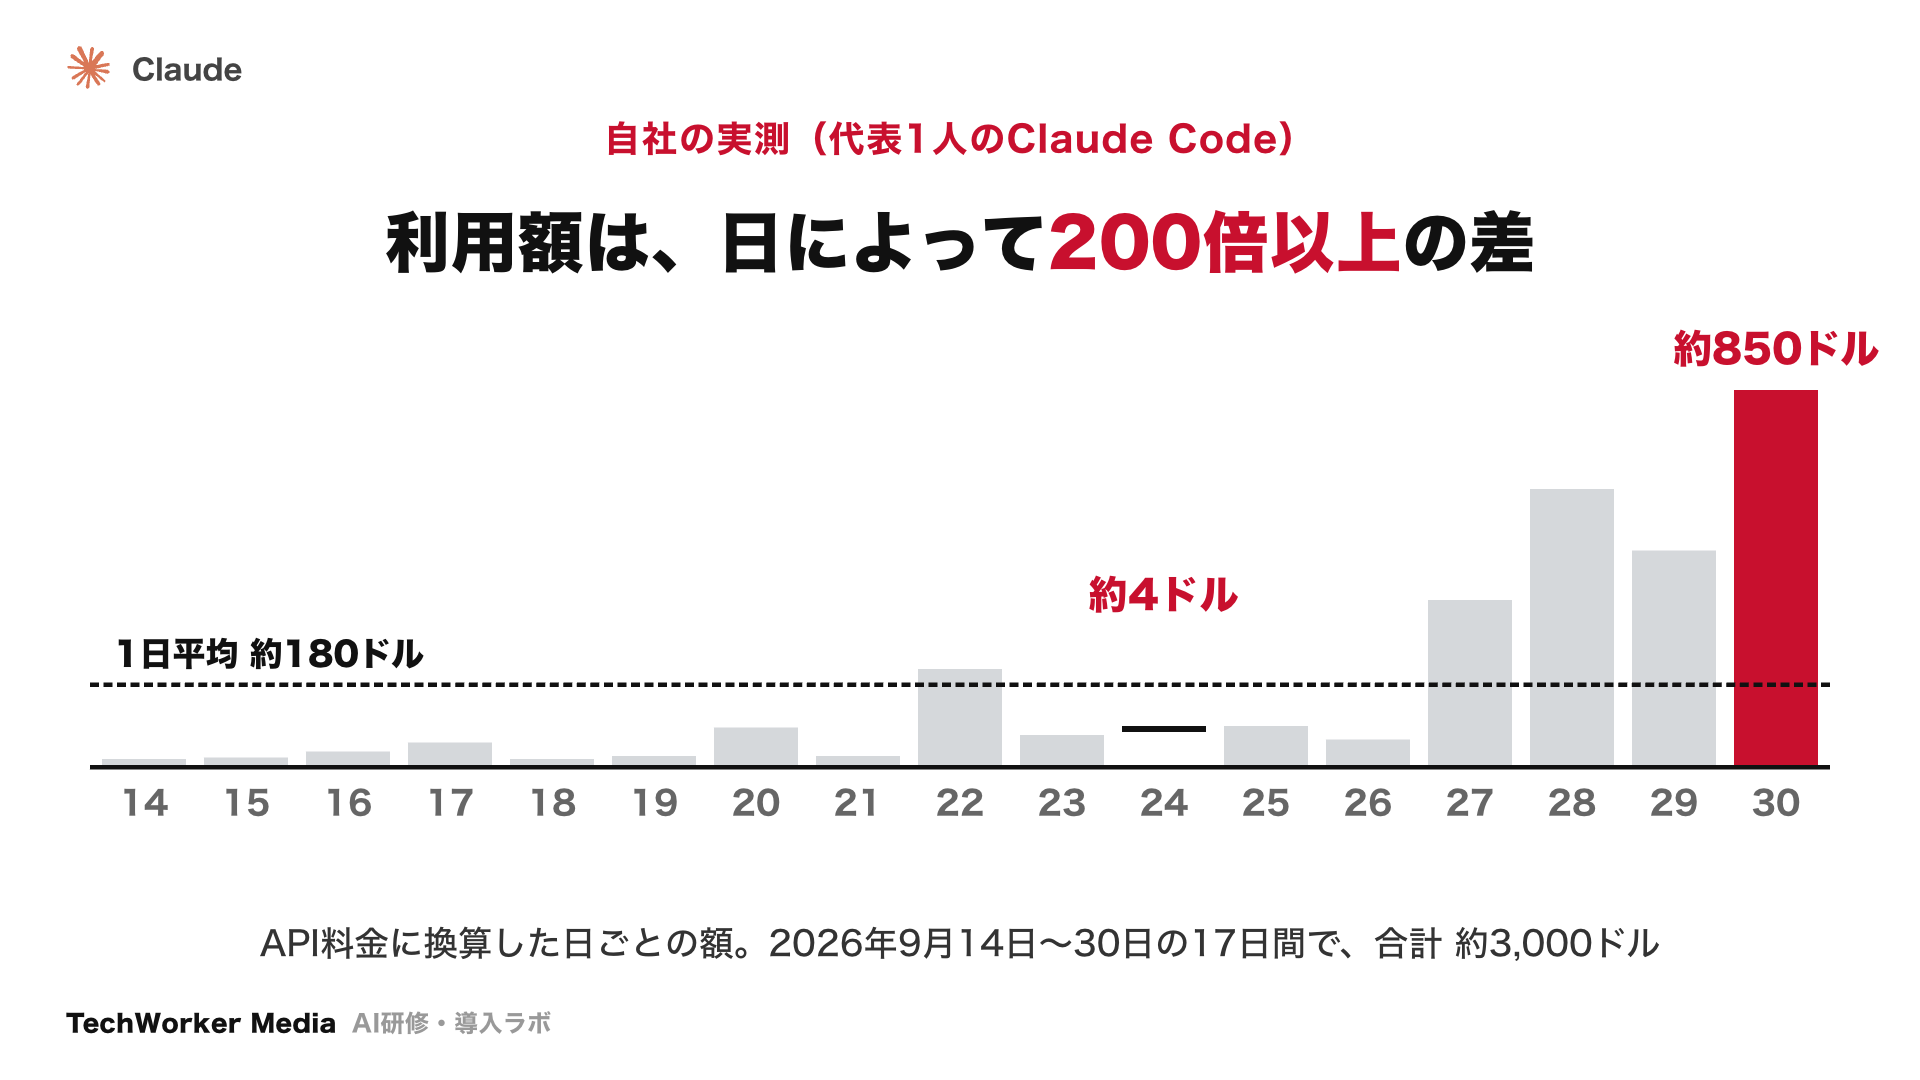 Claude
自社の実測（代表1人のClaude Code）
利用額は、日によって200倍以上の差
約850ドル
約4ドル
1日平均 約180ドル
14 15 16 17 18 19 20 21 22 23 24 25 26 27 28 29 30
API料金に換算した日ごとの額。2026年9月14日〜30日の17日間で、合計 約3,000ドル
TechWorker Media AI研修・導入ラボ